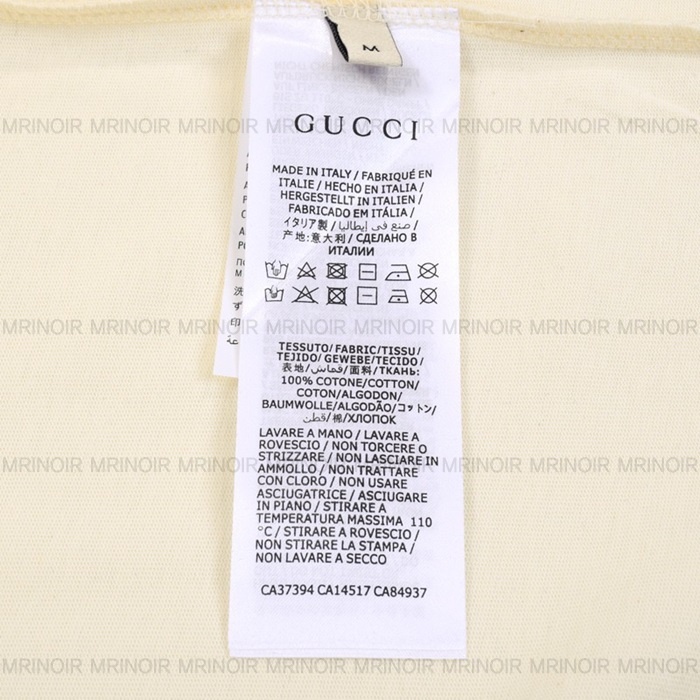 M
GUCCI
MRINOIR MRINOIR MRINOIR MRINOIR MRINOIR MRINOIR MRINOIR MRINOIR
MADE IN ITALY / FABRIQUÉ EN
ITALIE / HECHO EN ITALIA /
HERGESTELLT IN ITALIEN /
FABRICADO EM ITÁLIA /
イタリア製 / صنع في إيطاليا /
产地:意大利 / СДЕЛАНО В
ИТАЛИИ
TESSUTO/FABRIC/TISSU/
TEJIDO/ GEWEBE/TECIDO/
表地/قماش/面料/ТКАНЬ:
100% COTONE/COTTON/
COTON/ALGODON/
BAUMWOLLE/ALGODÃO/コットン/
قطن/棉/ХЛОПОК
LAVARE A MANO / LAVARE A
ROVESCIO / NON TORCERE O
STRIZZARE / NON LASCIARE IN
AMMOLLO / NON TRATTARE
CON CLORO / NON USARE
ASCIUGATRICE / ASCIUGARE
IN PIANO / STIRARE A
TEMPERATURA MASSIMA 110
°C / STIRARE A ROVESCIO /
NON STIRARE LA STAMPA /
NON LAVARE A SECCO
CA37394 CA14517 CA84937